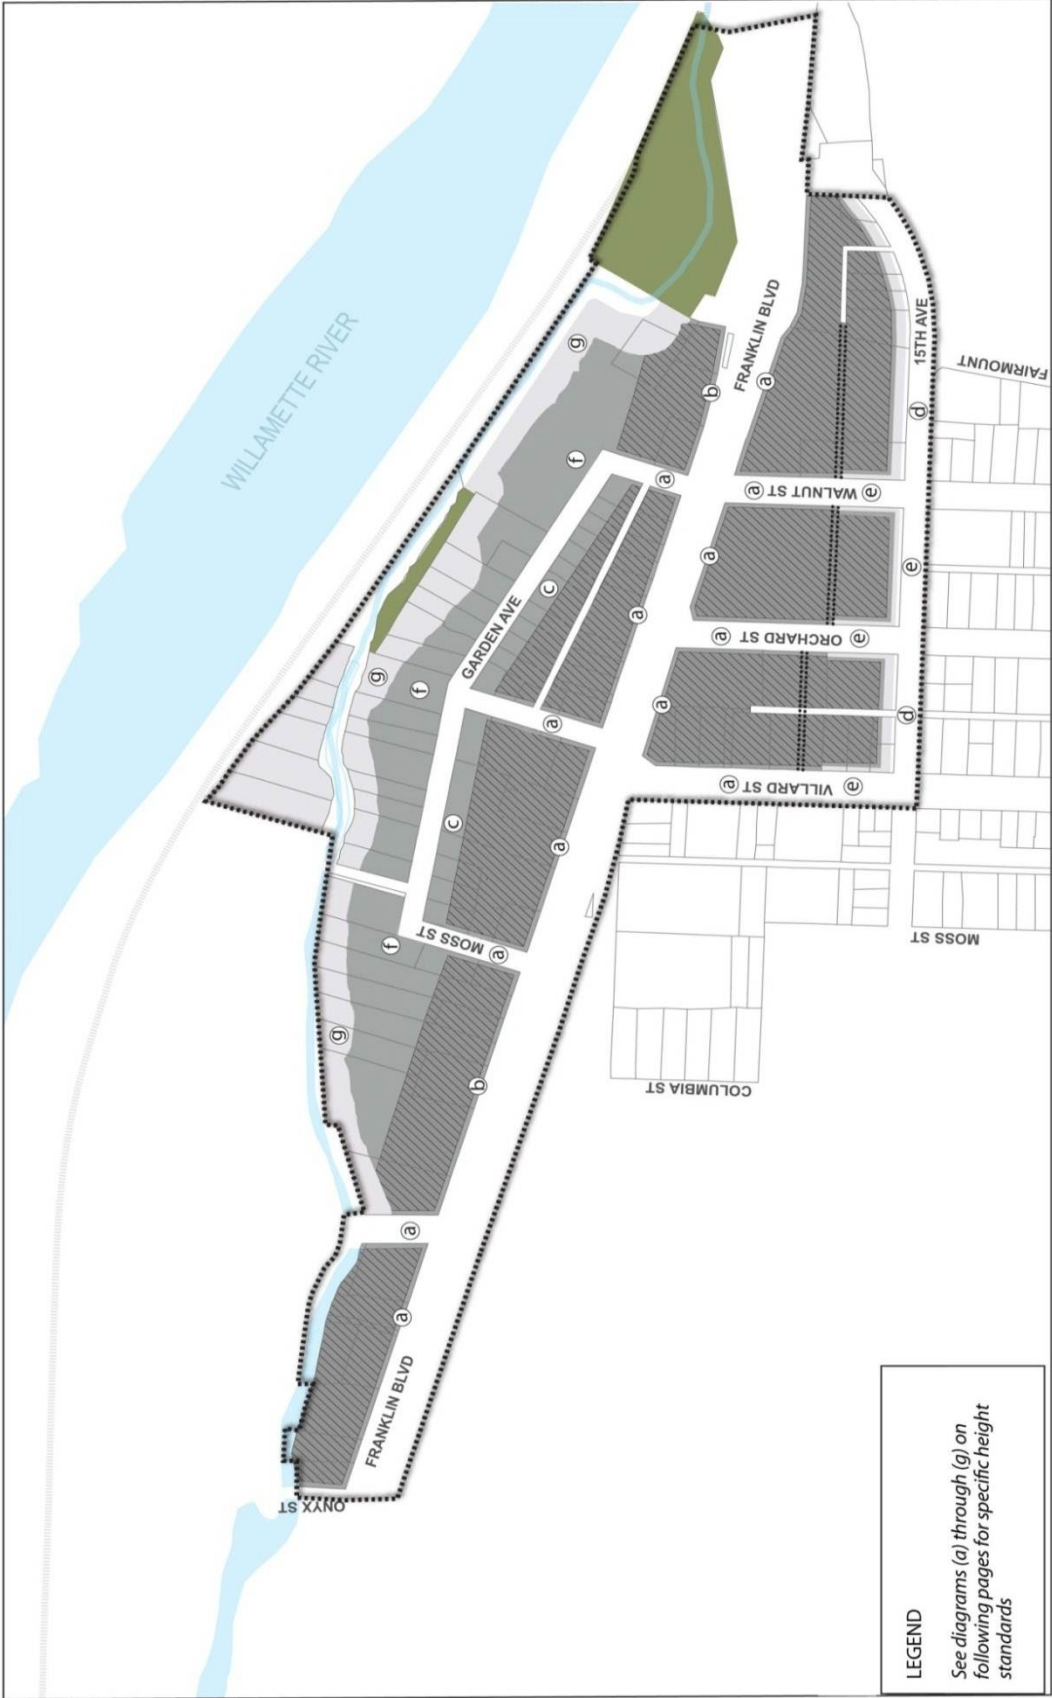 WILLAMETTE RIVER
ONYX ST
g
g
g
f
f
f
FRANKLIN BLVD
a
a
MOSS ST
a
c
b
GARDEN AVE
c
a
a
a
a
b
FRANKLIN BLVD
a
a
a
a
a
VILLARD ST
e
a
ORCHARD ST
e
a
WALNUT ST
e
d
e
d
15TH AVE
COLUMBIA ST
MOSS ST
FAIRMOUNT
LEGEND
See diagrams (a) through (g) on
following pages for specific height
standards